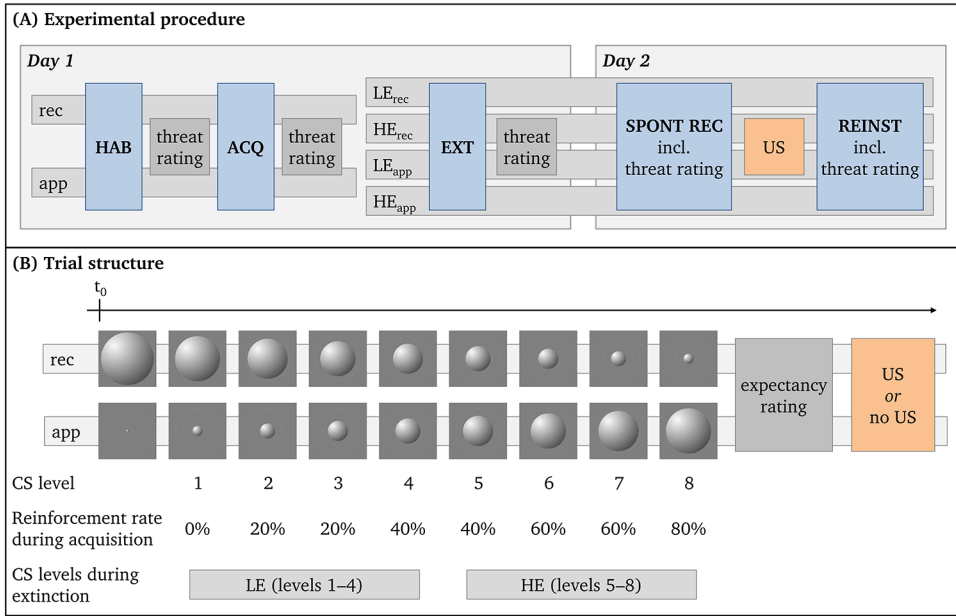 (A) Experimental procedure
Day 1
Day 2
rec
app
HAB
threat
rating
ACQ
threat
rating
LErec
HErec
LEapp
HEapp
EXT
threat
rating
SPONT REC
incl.
threat rating
US
REINST
incl.
threat rating
(B) Trial structure
t0
rec
app
expectancy
rating
US
or
no US
CS level 1 2 3 4 5 6 7 8
Reinforcement rate
during acquisition
0% 20% 20% 40% 40% 60% 60% 80%
CS levels during
extinction
LE (levels 1–4)
HE (levels 5–8)